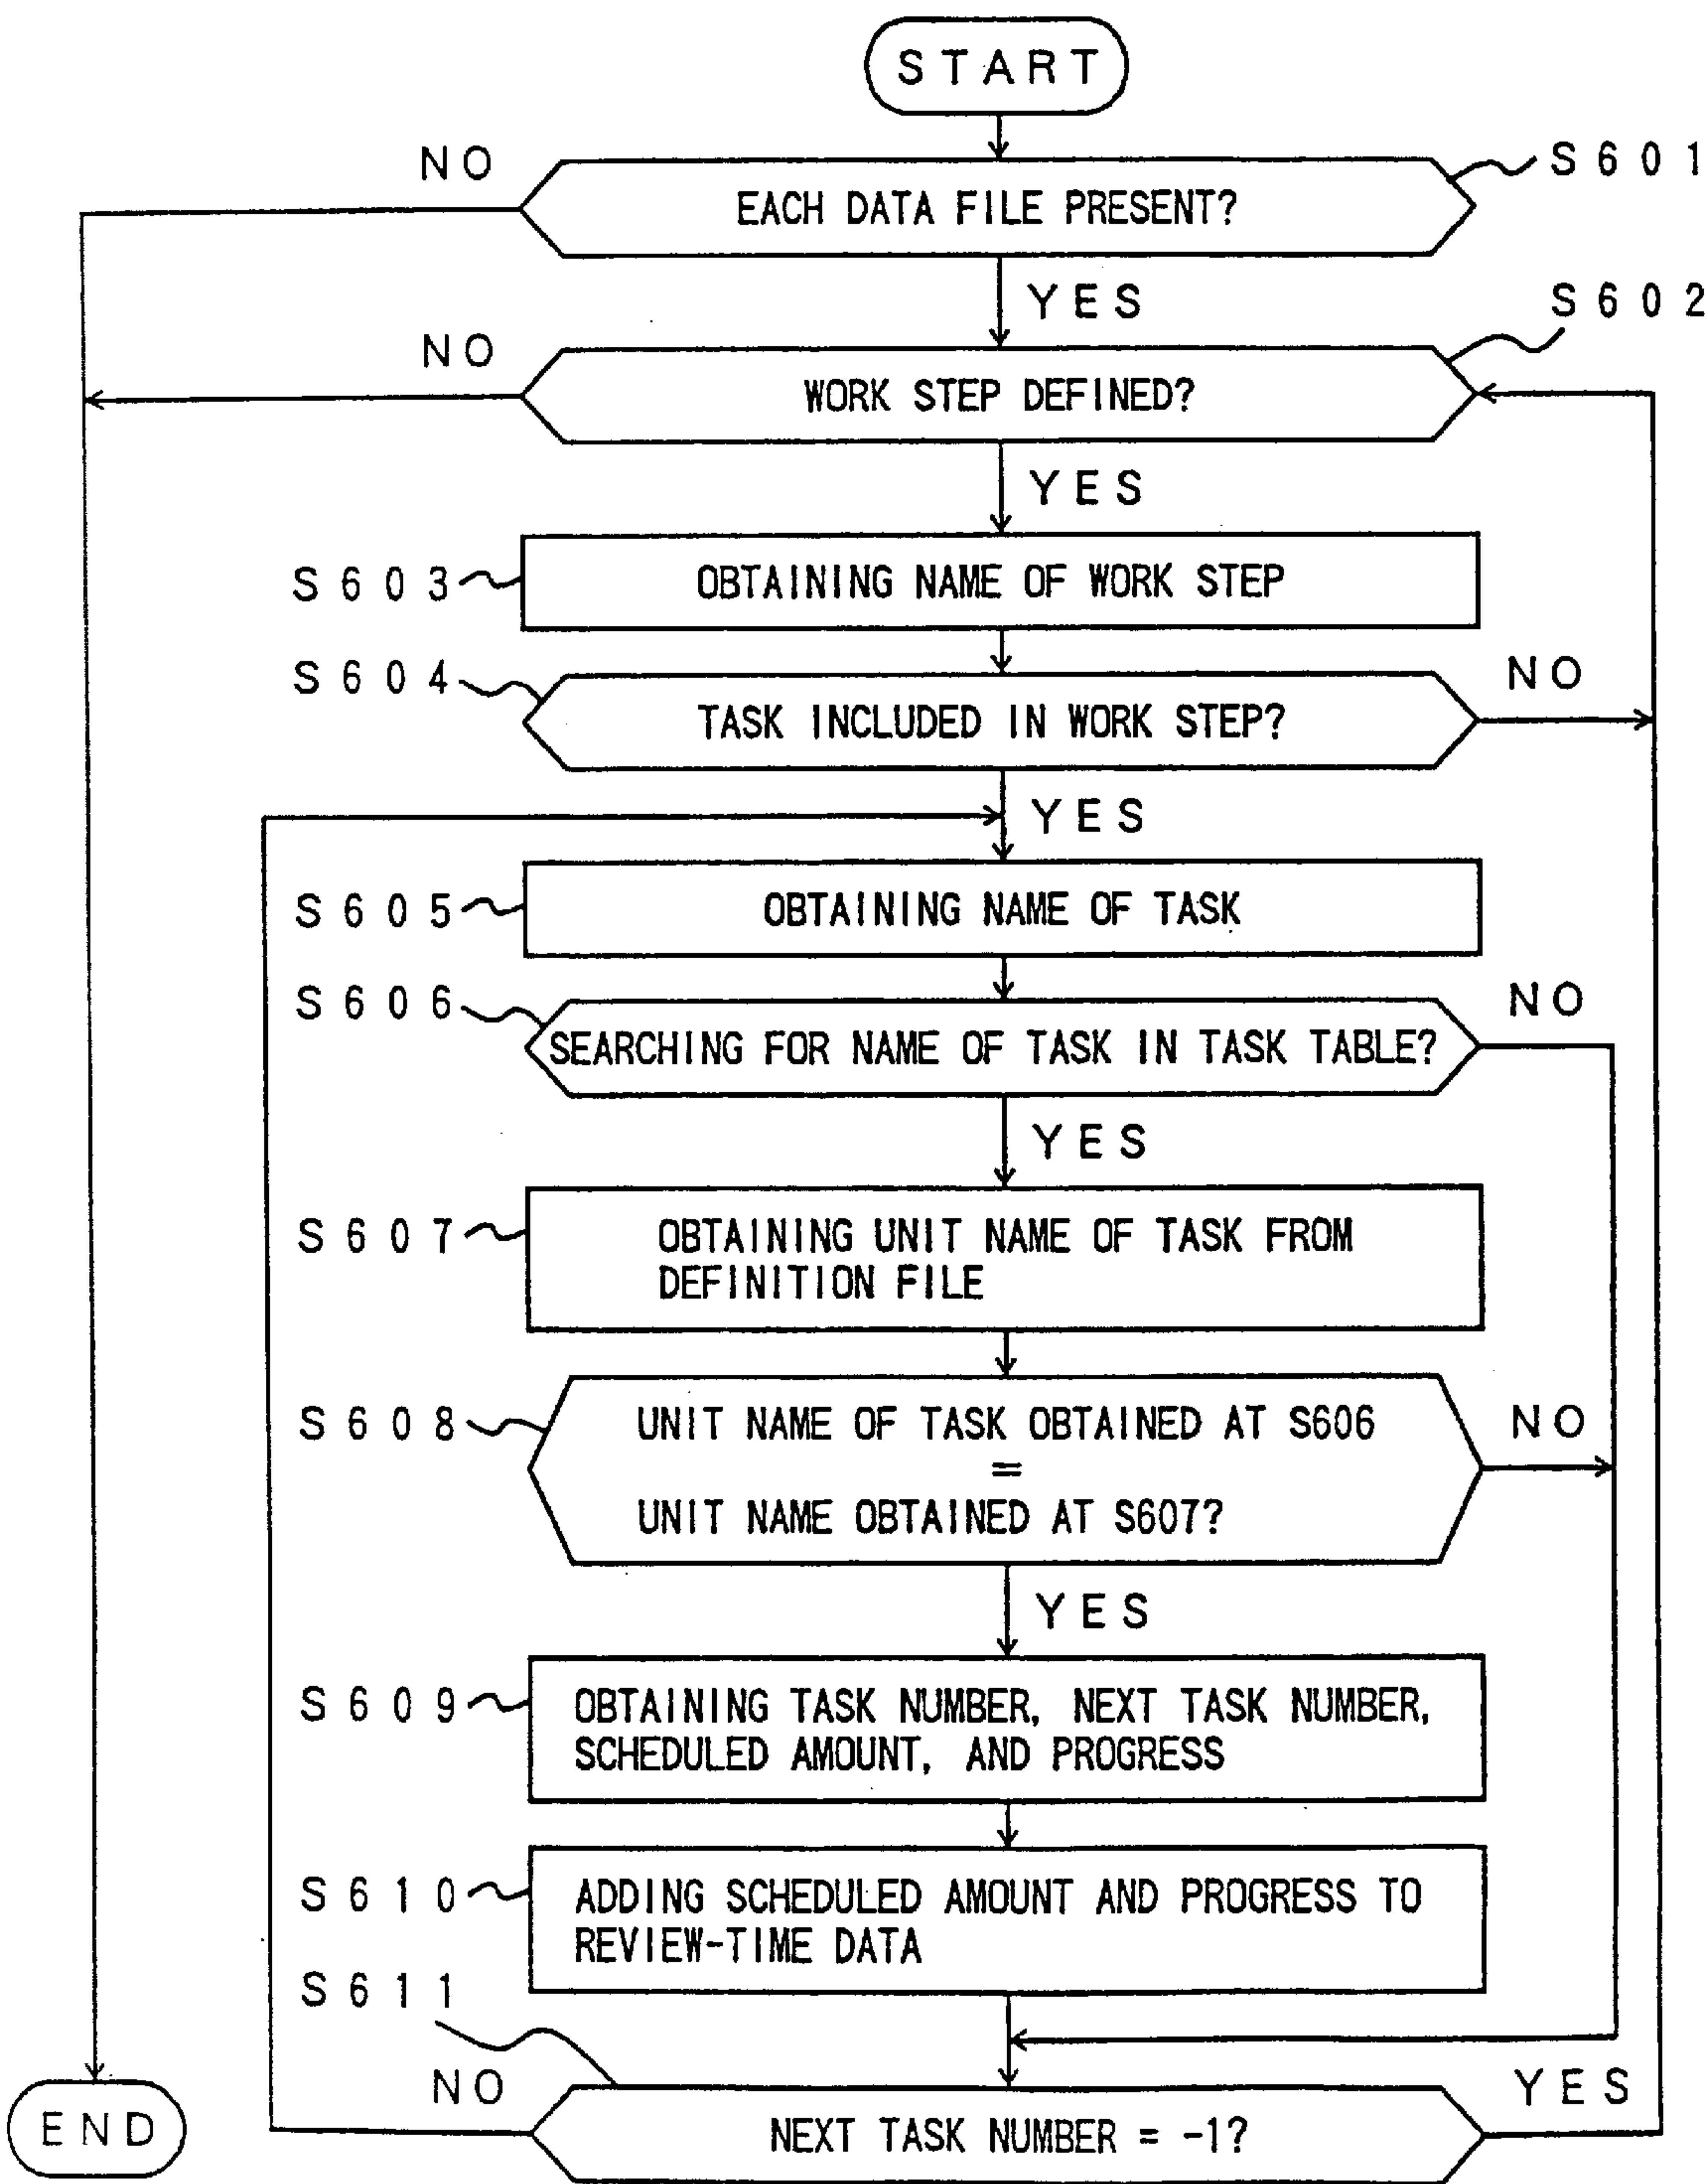 START
NO
S601
EACH DATA FILE PRESENT?
YES
S602
NO
WORK STEP DEFINED?
YES
S603
OBTAINING NAME OF WORK STEP
S604
NO
TASK INCLUDED IN WORK STEP?
YES
S605
OBTAINING NAME OF TASK
S606
NO
SEARCHING FOR NAME OF TASK IN TASK TABLE?
YES
S607
OBTAINING UNIT NAME OF TASK FROM
DEFINITION FILE
S608
UNIT NAME OF TASK OBTAINED AT S606
NO
=
UNIT NAME OBTAINED AT S607?
YES
S609
OBTAINING TASK NUMBER, NEXT TASK NUMBER,
SCHEDULED AMOUNT, AND PROGRESS
S610
ADDING SCHEDULED AMOUNT AND PROGRESS TO
REVIEW-TIME DATA
S611
NO
YES
END
NEXT TASK NUMBER = -1?